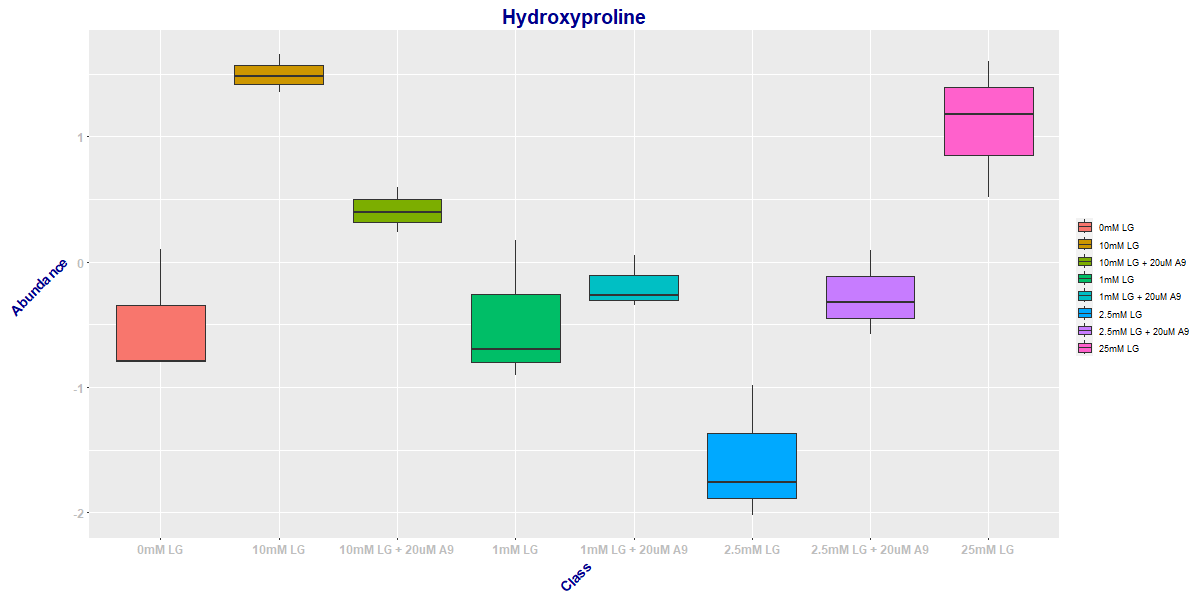 Hydroxyproline
Abundance
1
0
-1
-2
0mM LG
10mM LG
10mM LG + 20uM A9
1mM LG
1mM LG + 20uM A9
2.5mM LG
2.5mM LG + 20uM A9
25mM LG
Class
0mM LG
10mM LG
10mM LG + 20uM A9
1mM LG
1mM LG + 20uM A9
2.5mM LG
2.5mM LG + 20uM A9
25mM LG